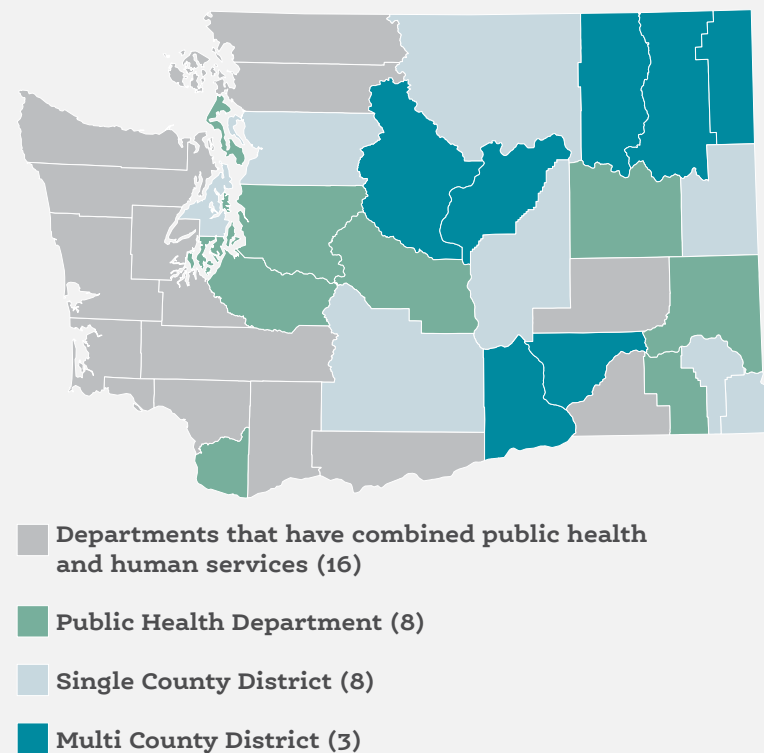 Departments that have combined public health
and human services (16)
Public Health Department (8)
Single County District (8)
Multi County District (3)